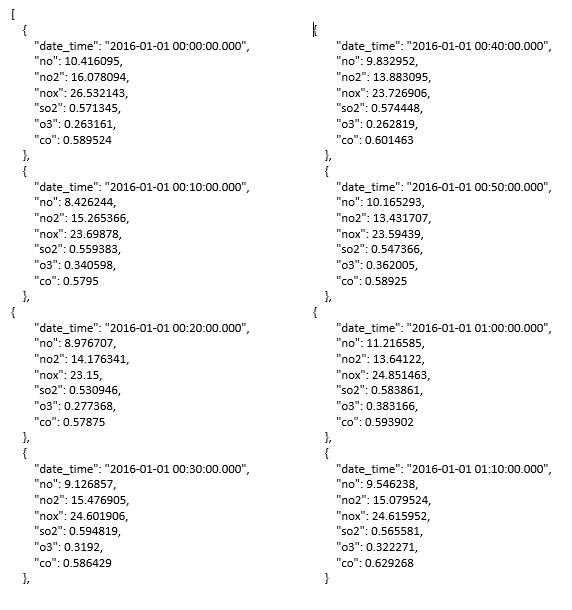 [
{
"date_time": "2016-01-01 00:00:00.000",
"no": 10.416095,
"no2": 16.078094,
"nox": 26.532143,
"so2": 0.571345,
"o3": 0.263161,
"co": 0.589524
},
{
"date_time": "2016-01-01 00:10:00.000",
"no": 8.426244,
"no2": 15.265366,
"nox": 23.69878,
"so2": 0.559383,
"o3": 0.340598,
"co": 0.5795
},
{
"date_time": "2016-01-01 00:20:00.000",
"no": 8.976707,
"no2": 14.176341,
"nox": 23.15,
"so2": 0.530946,
"o3": 0.277368,
"co": 0.57875
},
{
"date_time": "2016-01-01 00:30:00.000",
"no": 9.126857,
"no2": 15.476905,
"nox": 24.601906,
"so2": 0.594819,
"o3": 0.3192,
"co": 0.586429
},
{
"date_time": "2016-01-01 00:40:00.000",
"no": 9.832952,
"no2": 13.883095,
"nox": 23.726906,
"so2": 0.574448,
"o3": 0.262819,
"co": 0.601463
},
{
"date_time": "2016-01-01 00:50:00.000",
"no": 10.165293,
"no2": 13.431707,
"nox": 23.59439,
"so2": 0.547366,
"o3": 0.362005,
"co": 0.58925
},
{
"date_time": "2016-01-01 01:00:00.000",
"no": 11.216585,
"no2": 13.64122,
"nox": 24.851463,
"so2": 0.583861,
"o3": 0.383166,
"co": 0.593902
},
{
"date_time": "2016-01-01 01:10:00.000",
"no": 9.546238,
"no2": 15.079524,
"nox": 24.615952,
"so2": 0.565581,
"o3": 0.322271,
"co": 0.629268
}